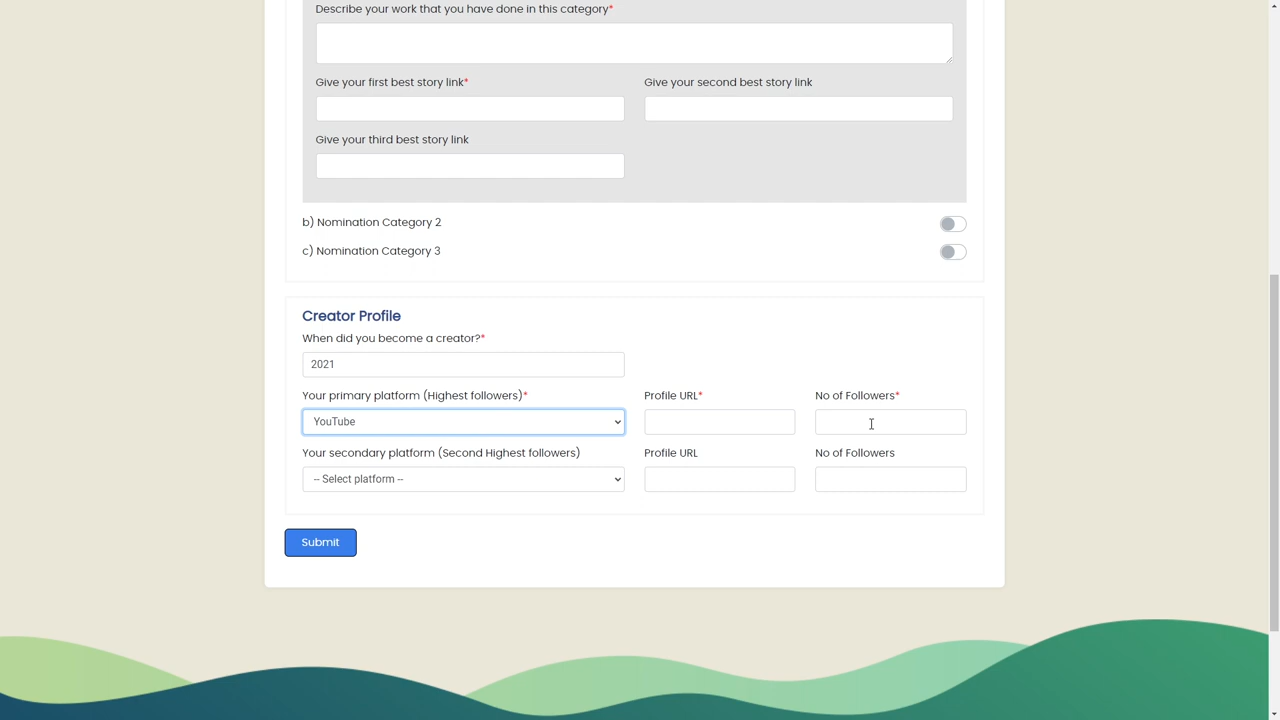 Describe your work that you have done in this category*
Give your first best story link* Give your second best story link
Give your third best story link
b) Nomination Category 2
c) Nomination Category 3
Creator Profile
When did you become a creator?*
2021
Your primary platform (Highest followers)* Profile URL* No of Followers*
YouTube
Your secondary platform (Second Highest followers) Profile URL No of Followers
-- Select platform --
Submit